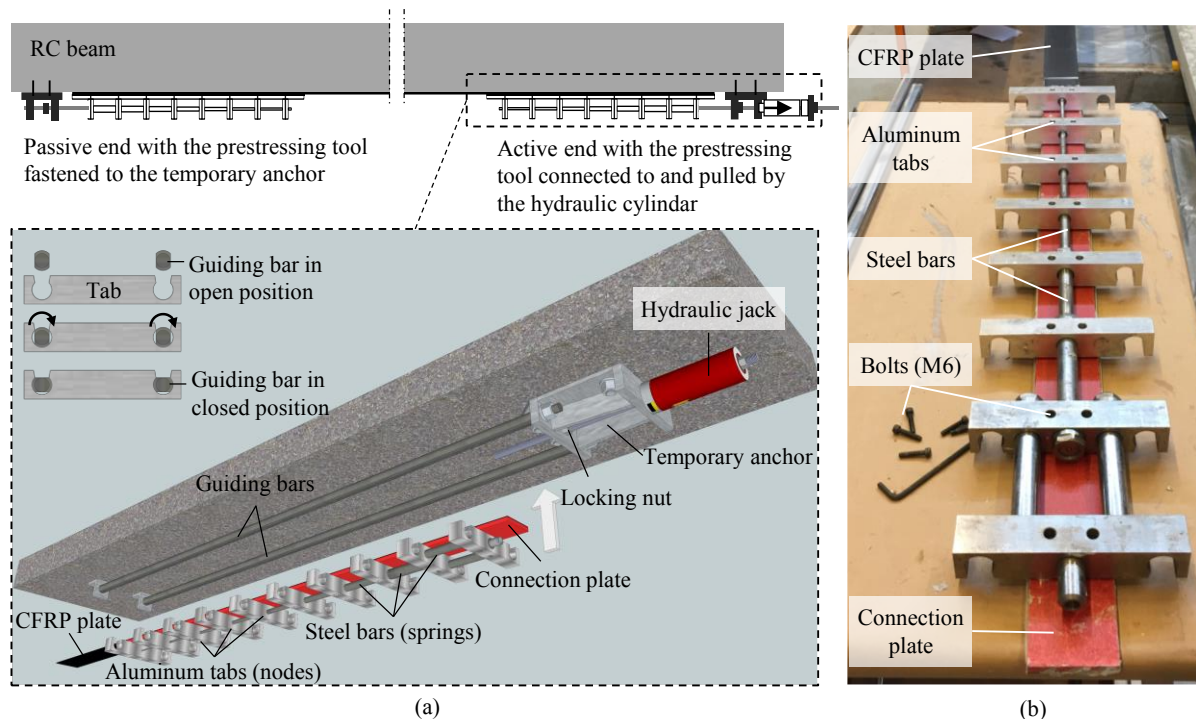 RC beam
Passive end with the prestressing tool
fastened to the temporary anchor
Active end with the prestressing
tool connected to and pulled by
the hydraulic cylindar
Guiding bar in
open position
Tab
Guiding bar in
closed position
Hydraulic jack
Temporary anchor
Locking nut
Guiding bars
Connection plate
Steel bars (springs)
CFRP plate
Aluminum tabs (nodes)
(a)
CFRP plate
Aluminum
tabs
Steel bars
Bolts (M6)
Connection
plate
(b)